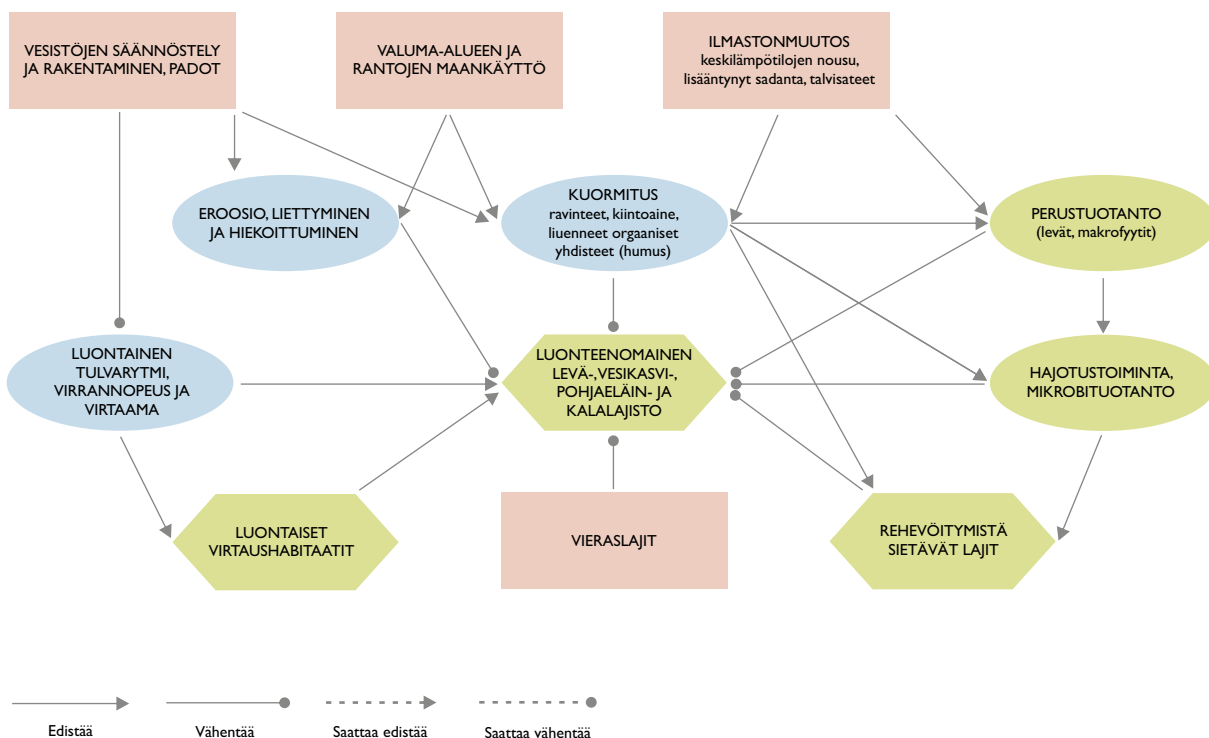 VESISTÖJEN SÄÄNNÖSTELY
JA RAKENTAMINEN, PADOT
VALUMA-ALUEEN JA
RANTOJEN MAANKÄYTTÖ
ILMASTONMUUTOS
keskilämpötilojen nousu,
lisääntynyt sadanta, talvisateet
EROOSIO, LIETTYMINEN
JA HIEKOITTUMINEN
KUORMITUS
ravinteet, kiintoaine,
liuenneet orgaaniset
yhdisteet (humus)
PERUSTUOTANTO
(levät, makrofyytit)
LUONTAINEN
TULVARYTMI,
VIRRANNOPEUS JA
VIRTAAMA
LUONTEENOMAINEN
LEVÄ-, VESIKASVI-,
POHJAELÄIN- JA
KALALAJISTO
HAJOTUSTOIMINTA,
MIKROBITUOTANTO
LUONTAISET
VIRTAUSHABITAATIT
VIERASLAJIT
REHEVÖITYMISTÄ
SIETÄVÄT LAJIT
Edistää
Vähentää
Saattaa edistää
Saattaa vähentää